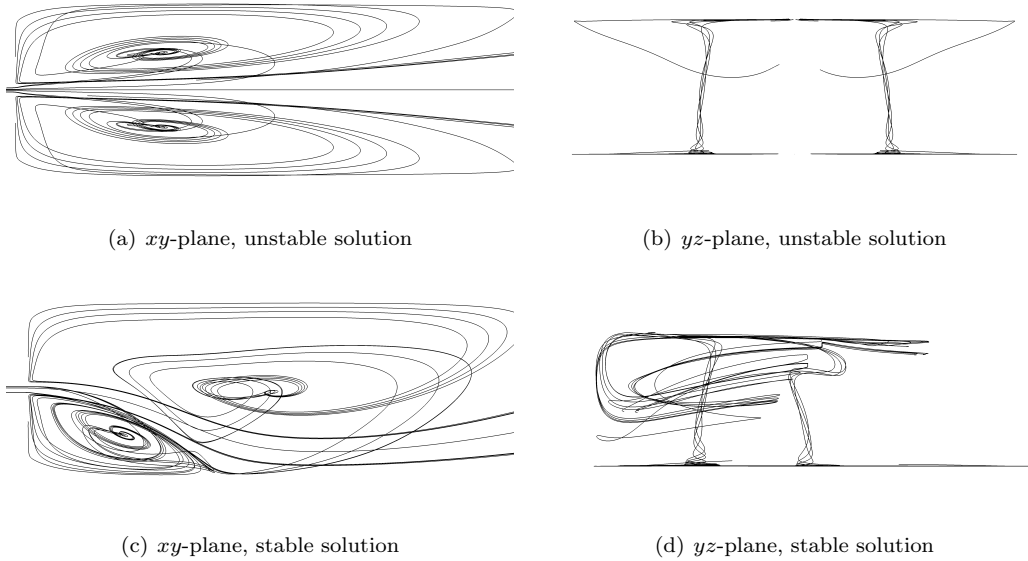 (a) xy-plane, unstable solution
(b) yz-plane, unstable solution
(c) xy-plane, stable solution
(d) yz-plane, stable solution